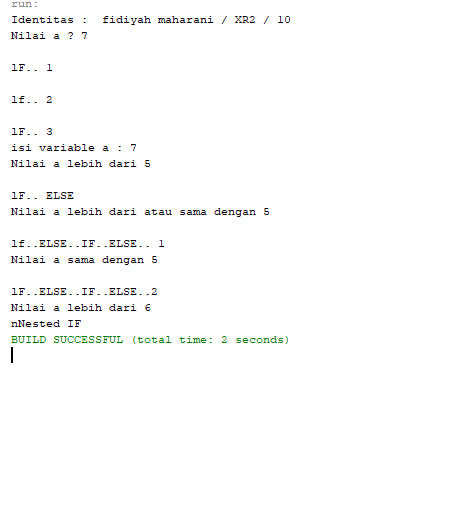 run:
Identitas :  fidiyah maharani / XR2 / 10
Nilai a ? 7
lF.. 1
lf.. 2
lF.. 3
isi variable a : 7
Nilai a lebih dari 5
lF.. ELSE
Nilai a lebih dari atau sama dengan 5
lf..ELSE..IF..ELSE.. 1
Nilai a sama dengan 5
lF..ELSE..IF..ELSE..2
Nilai a lebih dari 6
nNested IF
BUILD SUCCESSFUL (total time: 2 seconds)